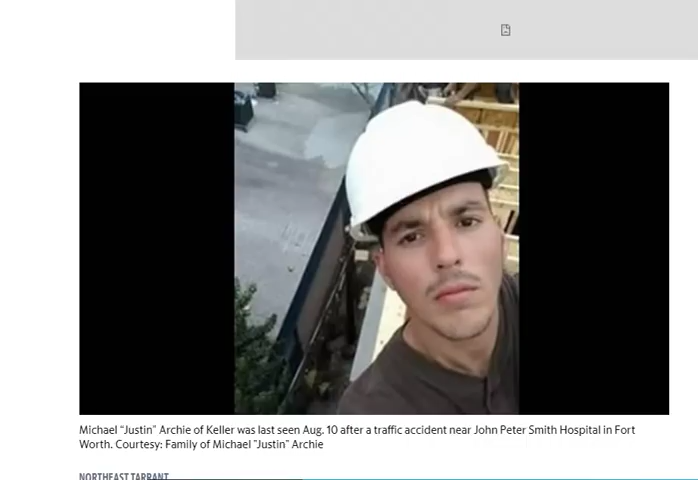 Michael “Justin” Archie of Keller was last seen Aug. 10 after a traffic accident near John Peter Smith Hospital in Fort
Worth. Courtesy: Family of Michael "Justin" Archie
NORTHEAST TARRANT